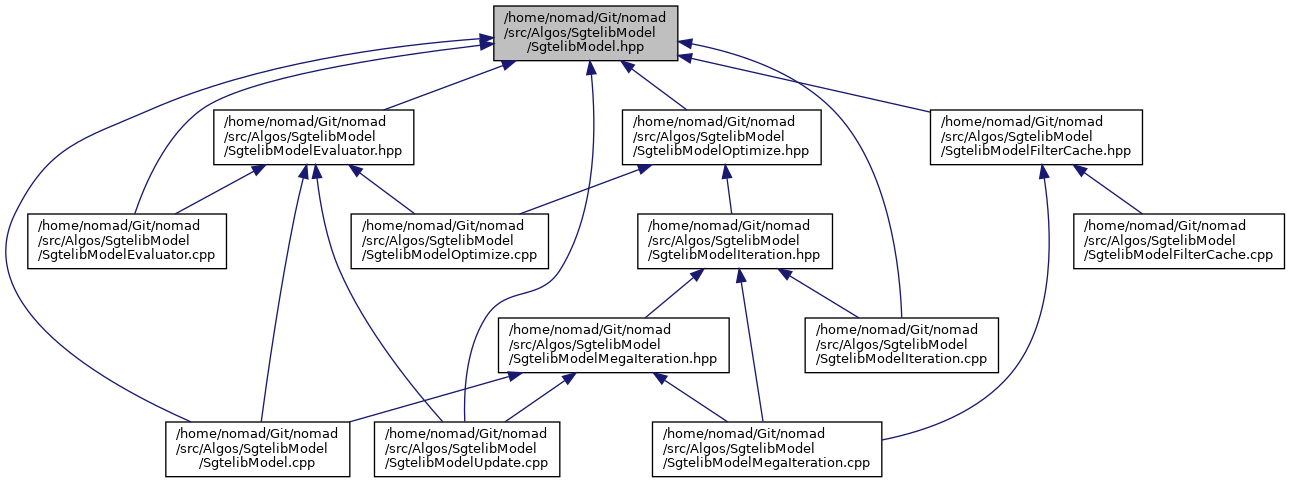 /home/nomad/Git/nomad
/src/Algos/SgtelibModel
/SgtelibModel.hpp
/home/nomad/Git/nomad
/src/Algos/SgtelibModel
/SgtelibModelEvaluator.hpp
/home/nomad/Git/nomad
/src/Algos/SgtelibModel
/SgtelibModelOptimize.hpp
/home/nomad/Git/nomad
/src/Algos/SgtelibModel
/SgtelibModelFilterCache.hpp
/home/nomad/Git/nomad
/src/Algos/SgtelibModel
/SgtelibModelEvaluator.cpp
/home/nomad/Git/nomad
/src/Algos/SgtelibModel
/SgtelibModelOptimize.cpp
/home/nomad/Git/nomad
/src/Algos/SgtelibModel
/SgtelibModelIteration.hpp
/home/nomad/Git/nomad
/src/Algos/SgtelibModel
/SgtelibModelFilterCache.cpp
/home/nomad/Git/nomad
/src/Algos/SgtelibModel
/SgtelibModelMegaIteration.hpp
/home/nomad/Git/nomad
/src/Algos/SgtelibModel
/SgtelibModelIteration.cpp
/home/nomad/Git/nomad
/src/Algos/SgtelibModel
/SgtelibModel.cpp
/home/nomad/Git/nomad
/src/Algos/SgtelibModel
/SgtelibModelUpdate.cpp
/home/nomad/Git/nomad
/src/Algos/SgtelibModel
/SgtelibModelMegaIteration.cpp